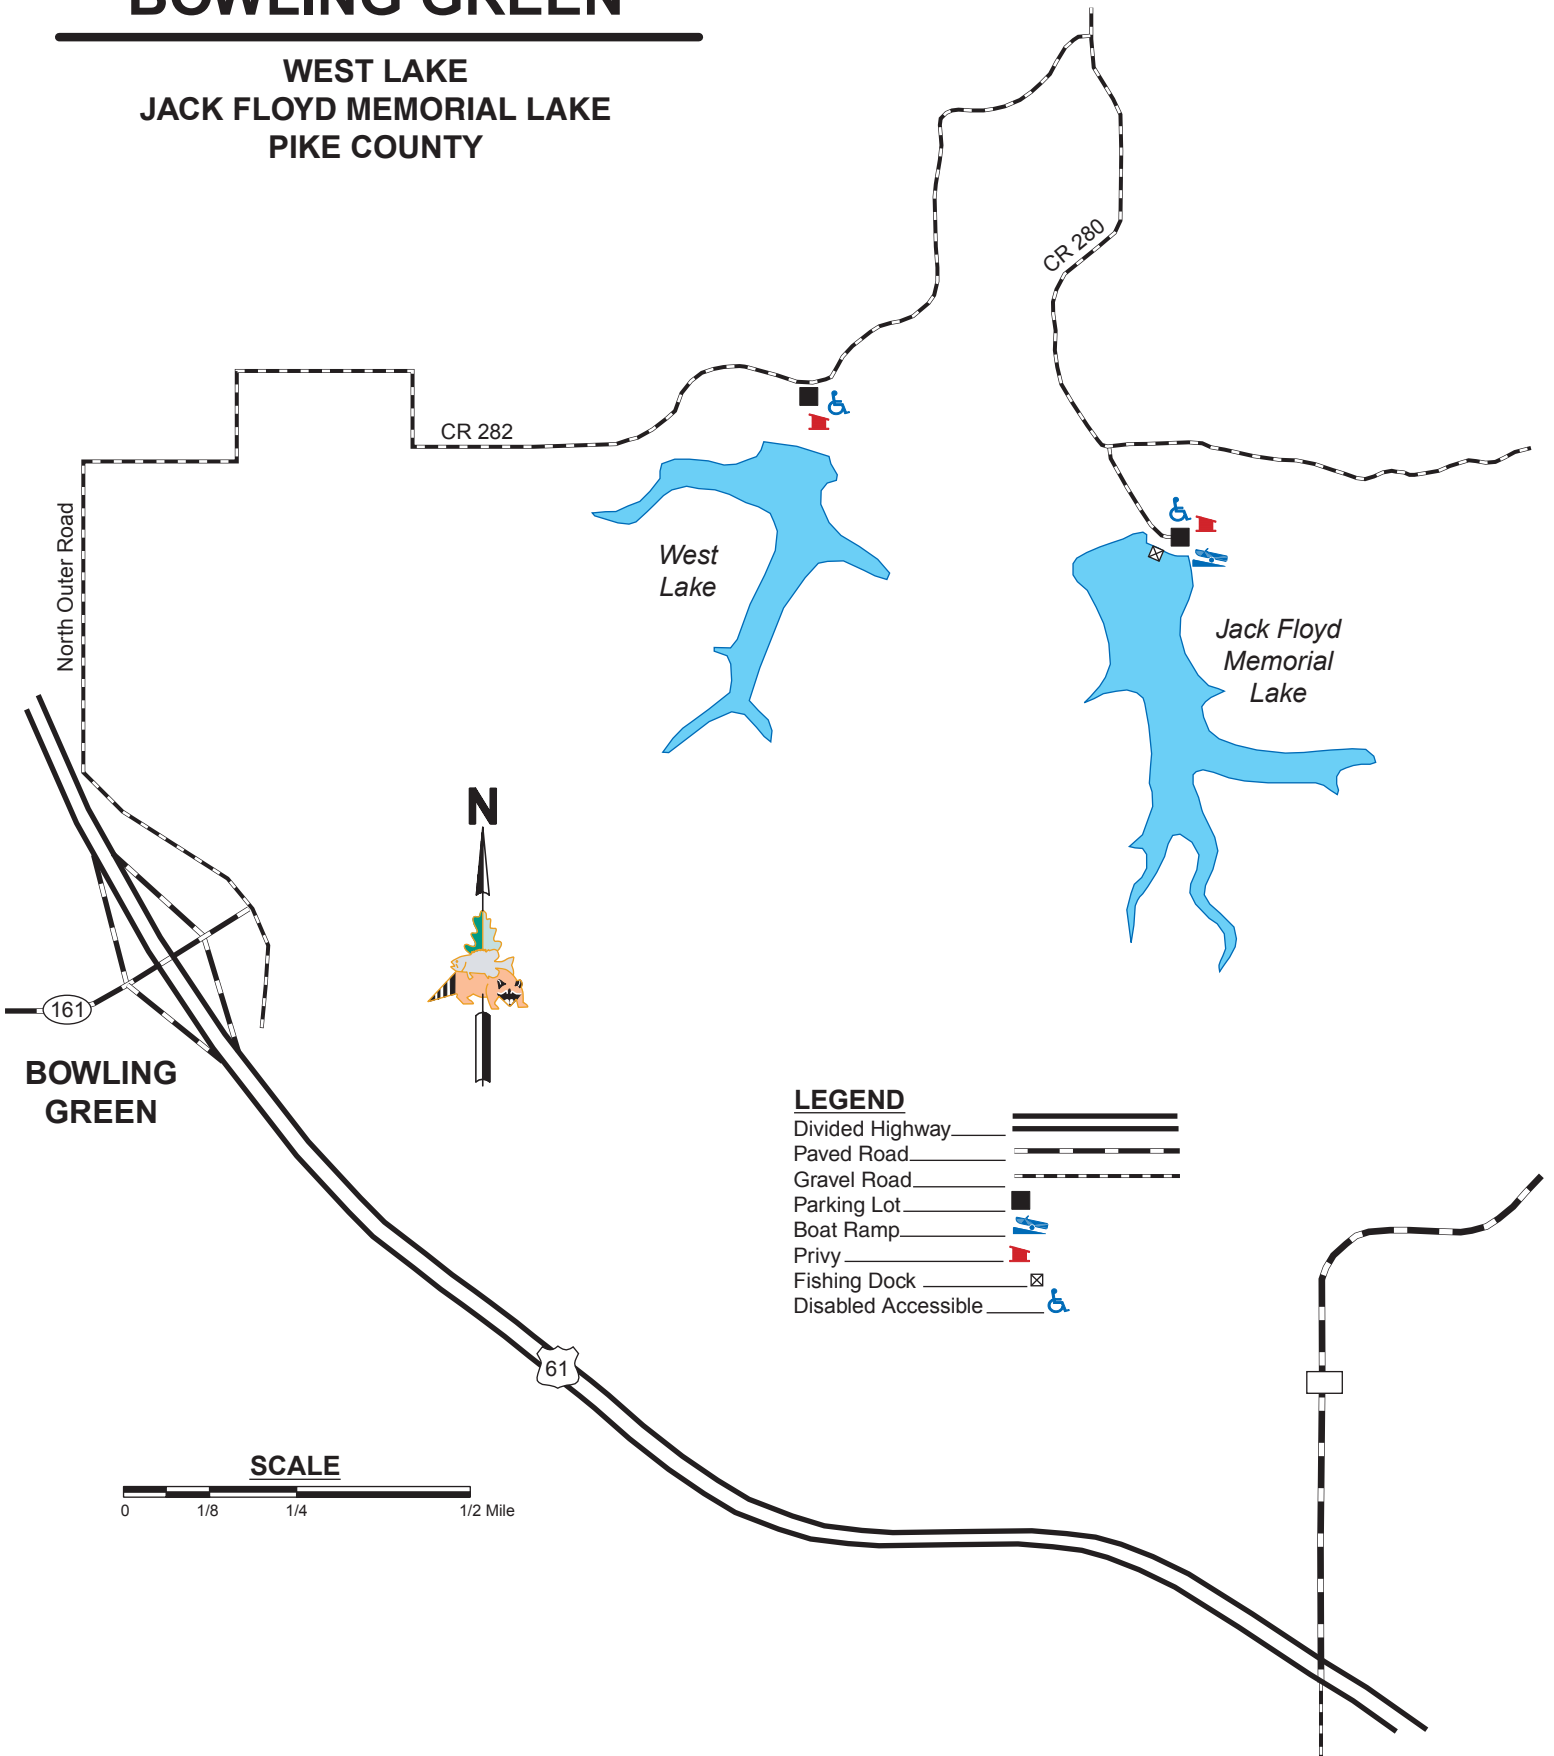 BOWLING GREEN
WEST LAKE
JACK FLOYD MEMORIAL LAKE
PIKE COUNTY
CR 280
CR 282
North Outer Road
West
Lake
Jack Floyd
Memorial
Lake
N
161
BOWLING
GREEN
LEGEND
Divided Highway
Paved Road
Gravel Road
Parking Lot
Boat Ramp
Privy
Fishing Dock
Disabled Accessible
61
SCALE
0 1/8 1/4 1/2 Mile